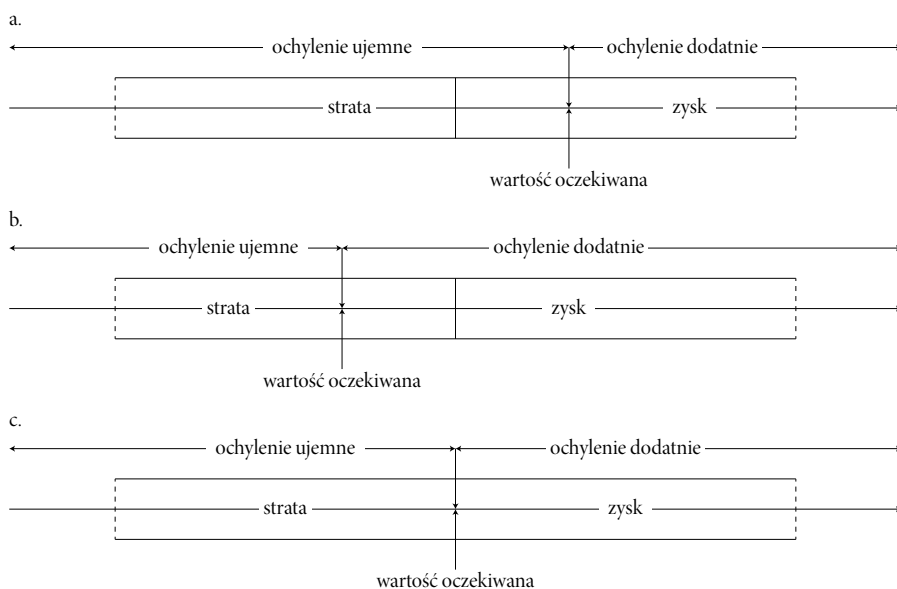 a.
ochylenie ujemne ochylenie dodatnie
strata zysk
wartość oczekiwana
b.
ochylenie ujemne ochylenie dodatnie
strata zysk
wartość oczekiwana
c.
ochylenie ujemne ochylenie dodatnie
strata zysk
wartość oczekiwana